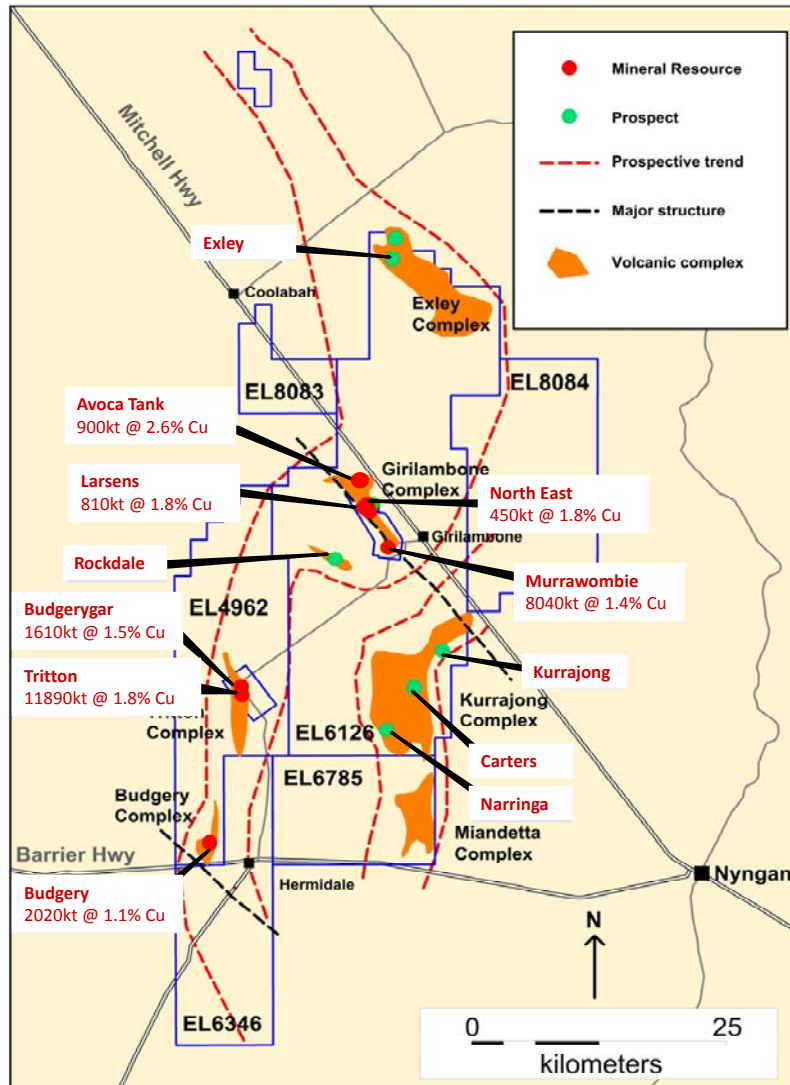 Mitchell Hwy
Mineral Resource
Prospect
Prospective trend
Major structure
Volcanic complex
Exley
Coolabah
Exley
Complex
EL8083
EL8084
Avoca Tank
900kt @ 2.6% Cu
Girilambone
Complex
Larsens
810kt @ 1.8% Cu
North East
450kt @ 1.8% Cu
Girilambone
Rockdale
Murrawombie
8040kt @ 1.4% Cu
EL4962
Budgerygar
1610kt @ 1.5% Cu
Kurrajong
Tritton
11890kt @ 1.8% Cu
Complex
Kurrajong
Complex
EL6126
Carters
EL6785
Narringa
Budgery
Complex
Miandetta
Complex
Barrier Hwy
Hermidale
Nyngan
Budgery
2020kt @ 1.1% Cu
N
EL6346
0 25
kilometers